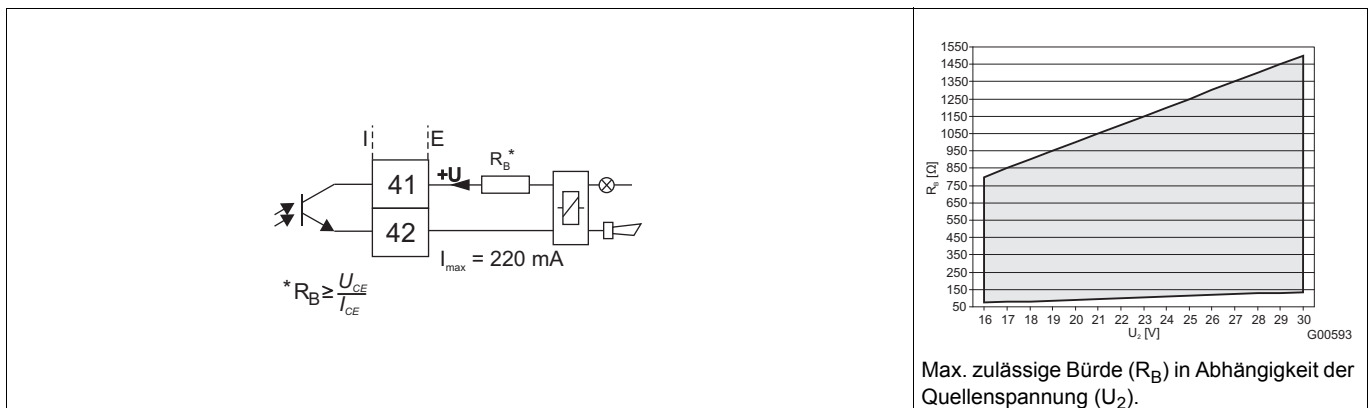 I E
R_B*
+U
41
42
I_max = 220 mA
* R_B ≥ U_CE / I_CE
1550
1450
1350
1250
1150
1050
950
850
750
650
550
450
350
250
150
50
R_B [Ω]
16 17 18 19 20 21 22 23 24 25 26 27 28 29 30
U_2 [V]
G00593
Max. zulässige Bürde (R_B) in Abhängigkeit der
Quellenspannung (U_2).